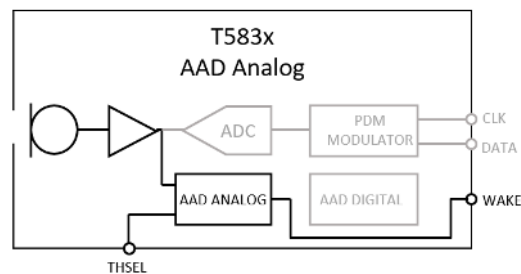 T583x
AAD Analog
ADC
PDM
MODULATOR
CLK
DATA
AAD ANALOG
AAD DIGITAL
WAKE
THSEL